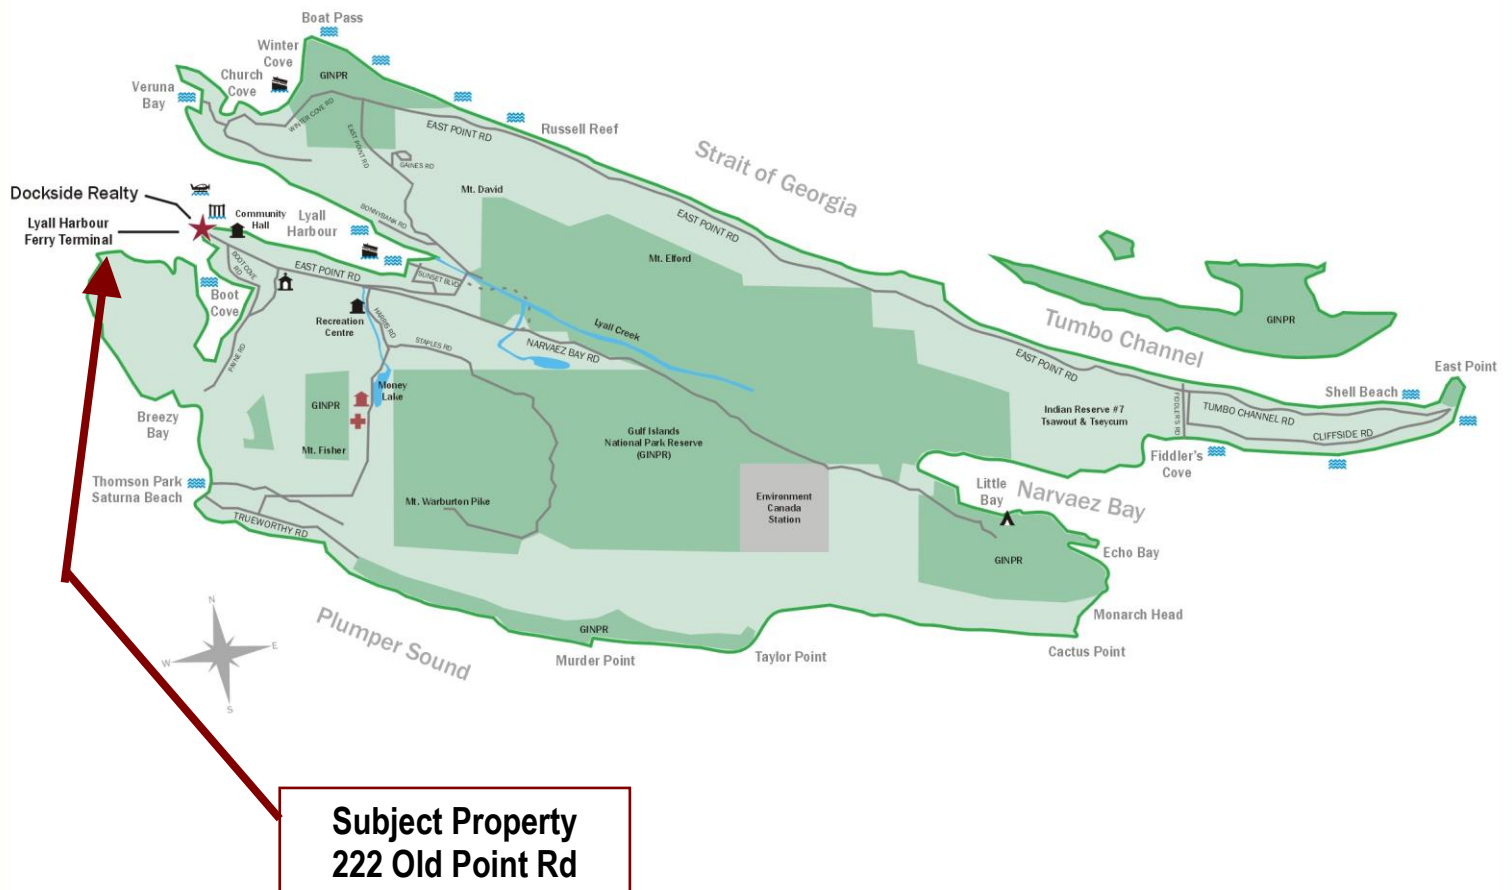 Boat Pass
Winter
Cove
Church
Cove
GINPR
Veruna
Bay
WINTER COVE RD
EAST POINT RD
EAST POINT RD
Russell Reef
Strait of Georgia
GAINES RD
Mt. David
Dockside Realty
Lyall Harbour
Ferry Terminal
Community
Hall
Lyall
Harbour
BONNYBANK RD
EAST POINT RD
Mt. Elford
BOOT COVE
RD
EAST POINT RD
SUNSET BLVD
Boot
Cove
Recreation
Centre
HARRIS RD
STAPLES RD
NARVAEZ BAY RD
Lyall Creek
PAYNE RD
Tumbo Channel
GINPR
EAST POINT RD
East Point
Shell Beach
Money
Lake
GINPR
Breezy
Bay
Mt. Fisher
Gulf Islands
National Park Reserve
(GINPR)
Indian Reserve #7
Tsawout & Tseycum
FIDDLER'S RD
TUMBO CHANNEL RD
CLIFFSIDE RD
Fiddler's
Cove
Thomson Park
Saturna Beach
Mt. Warburton Pike
Environment
Canada
Station
Little
Bay
Narvaez Bay
TRUEWORTHY RD
Echo Bay
GINPR
Monarch Head
Cactus Point
Plumper Sound
GINPR
Murder Point
Taylor Point
N
W
E
S
Subject Property
222 Old Point Rd